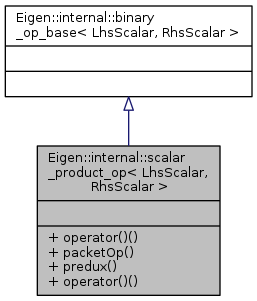 Eigen::internal::binary
_op_base< LhsScalar, RhsScalar >
Eigen::internal::scalar
_product_op< LhsScalar,
RhsScalar >
+ operator()()
+ packetOp()
+ predux()
+ operator()()